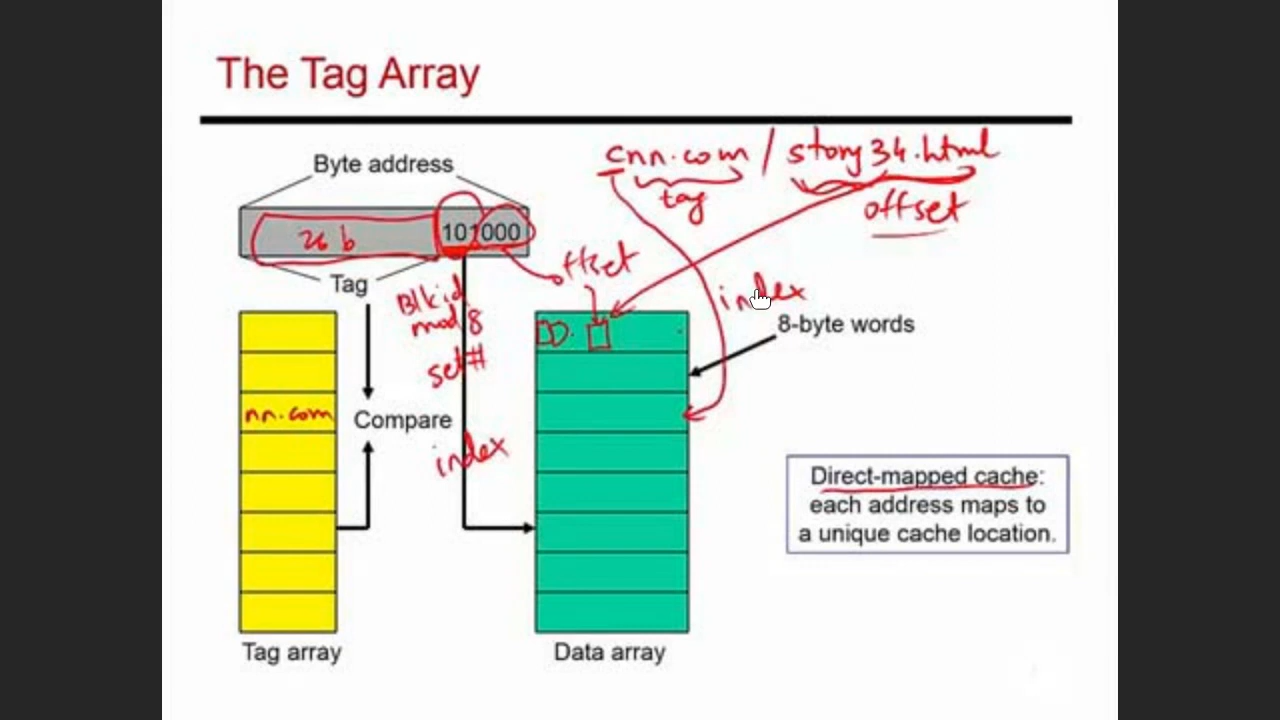 The Tag Array
cnn.com / story34.html
tag
offset
Byte address
26 b
101000
offset
Tag
Blk id
mod 8
set#
index
index
8-byte words
nn.com
Compare
Direct-mapped cache:
each address maps to
a unique cache location.
Tag array
Data array